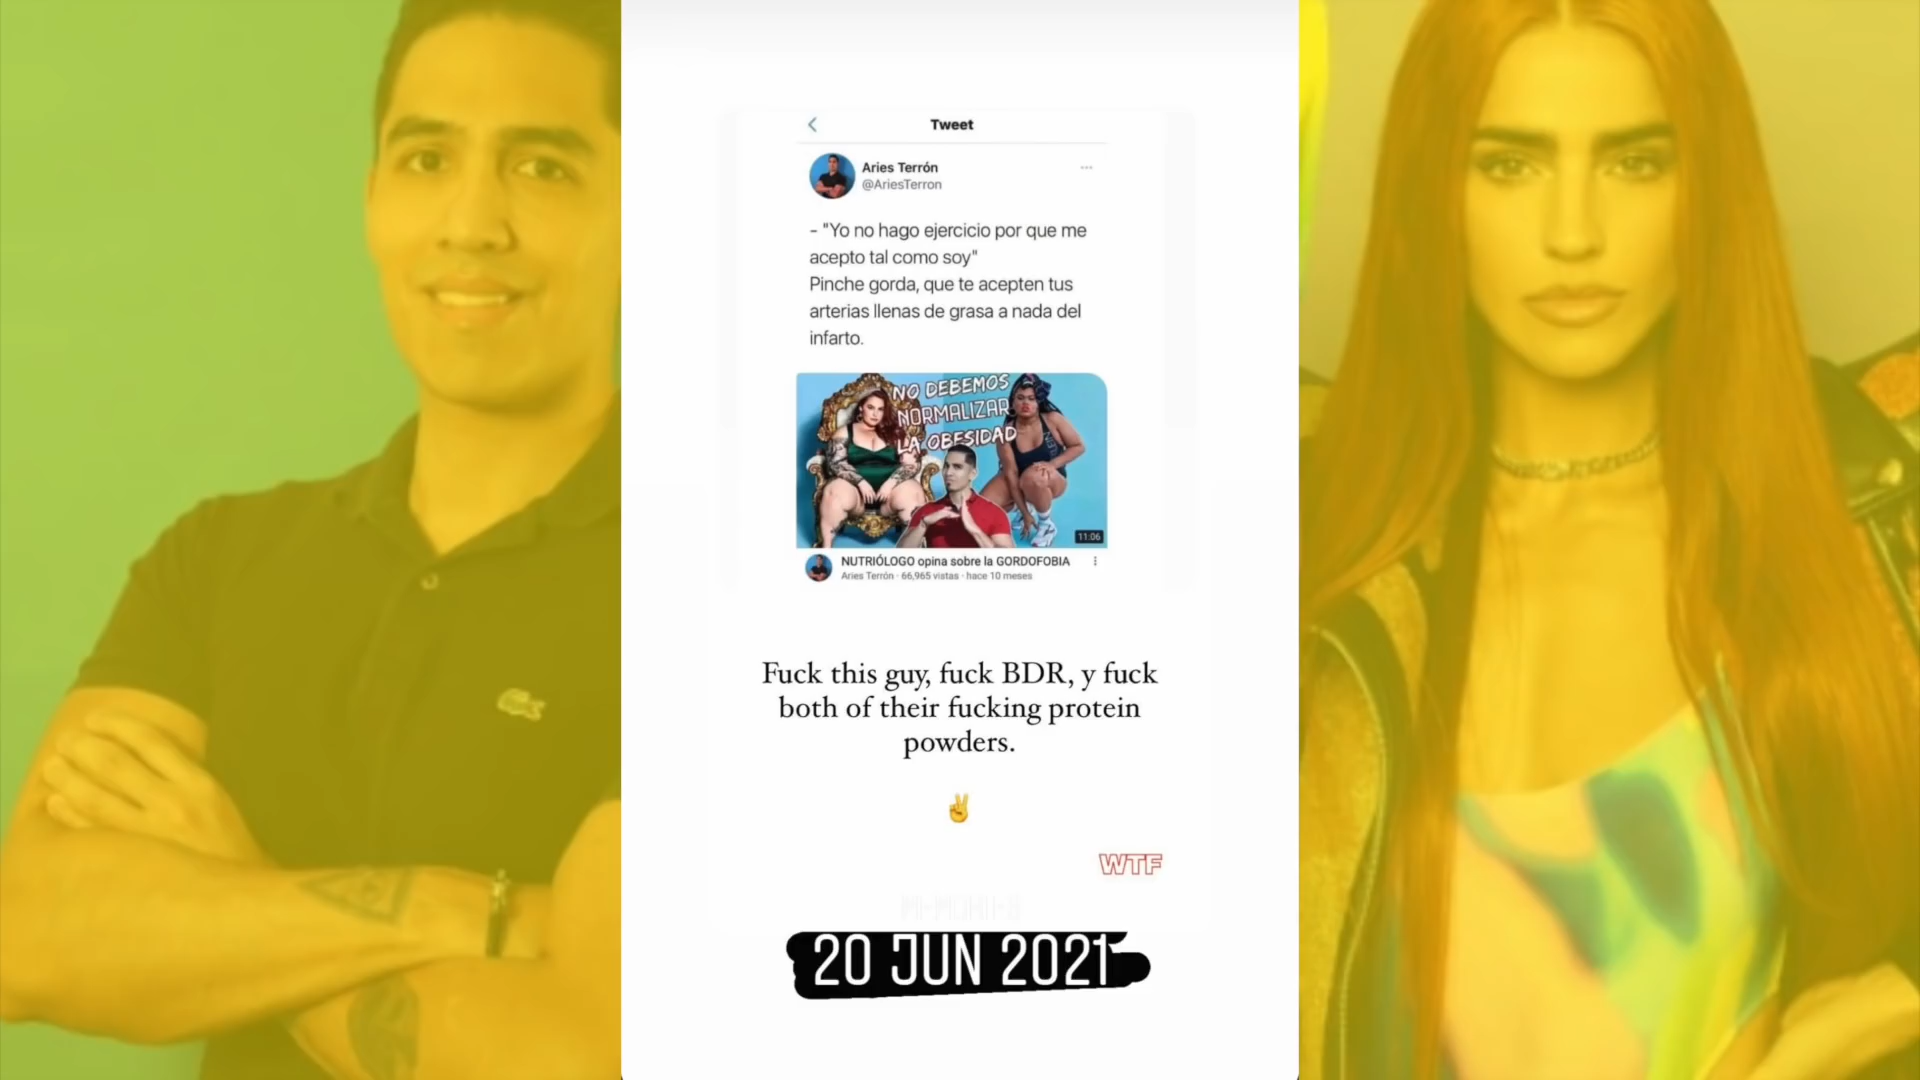 Tweet
Aries Terrón
@AriesTerron
- "Yo no hago ejercicio por que me
acepto tal como soy"
Pinche gorda, que te acepten tus
arterias llenas de grasa a nada del
infarto.
NO DEBEMOS
NORMALIZAR
LA OBESIDAD
11:06
NUTRIÓLOGO opina sobre la GORDOFOBIA
Aries Terrón · 66,965 vistas · hace 10 meses
Fuck this guy, fuck BDR, y fuck
both of their fucking protein
powders.
WTF
20 JUN 2021